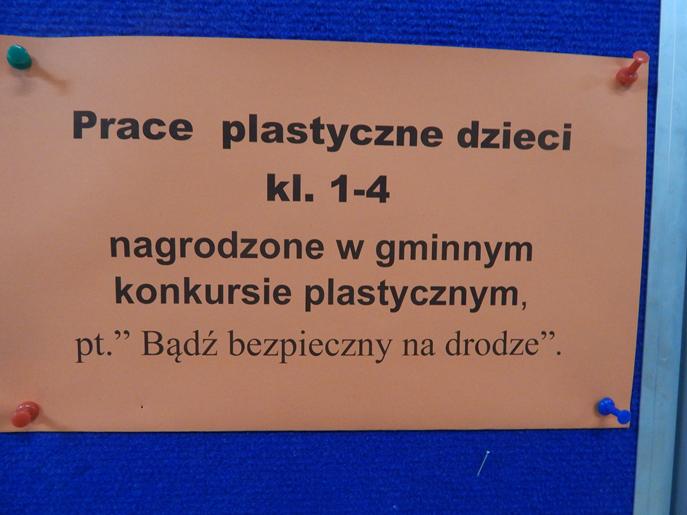 Prace plastyczne dzieci
kl. 1-4
nagrodzone w gminnym
konkursie plastycznym,
pt.” Bądź bezpieczny na drodze”.